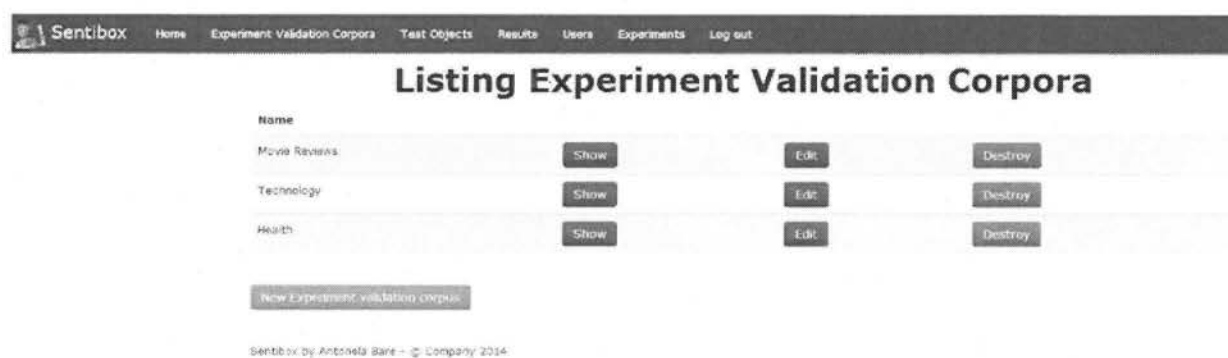 Sentibox Home Experiment Validation Corpora Test Objects Results Users Experiments Log out
Listing Experiment Validation Corpora
Name
Movie Reviews Show Edit Destroy
Technology Show Edit Destroy
Health Show Edit Destroy
New Experiment validation corpus
Sentibox by Antonela Bare - © Company 2014